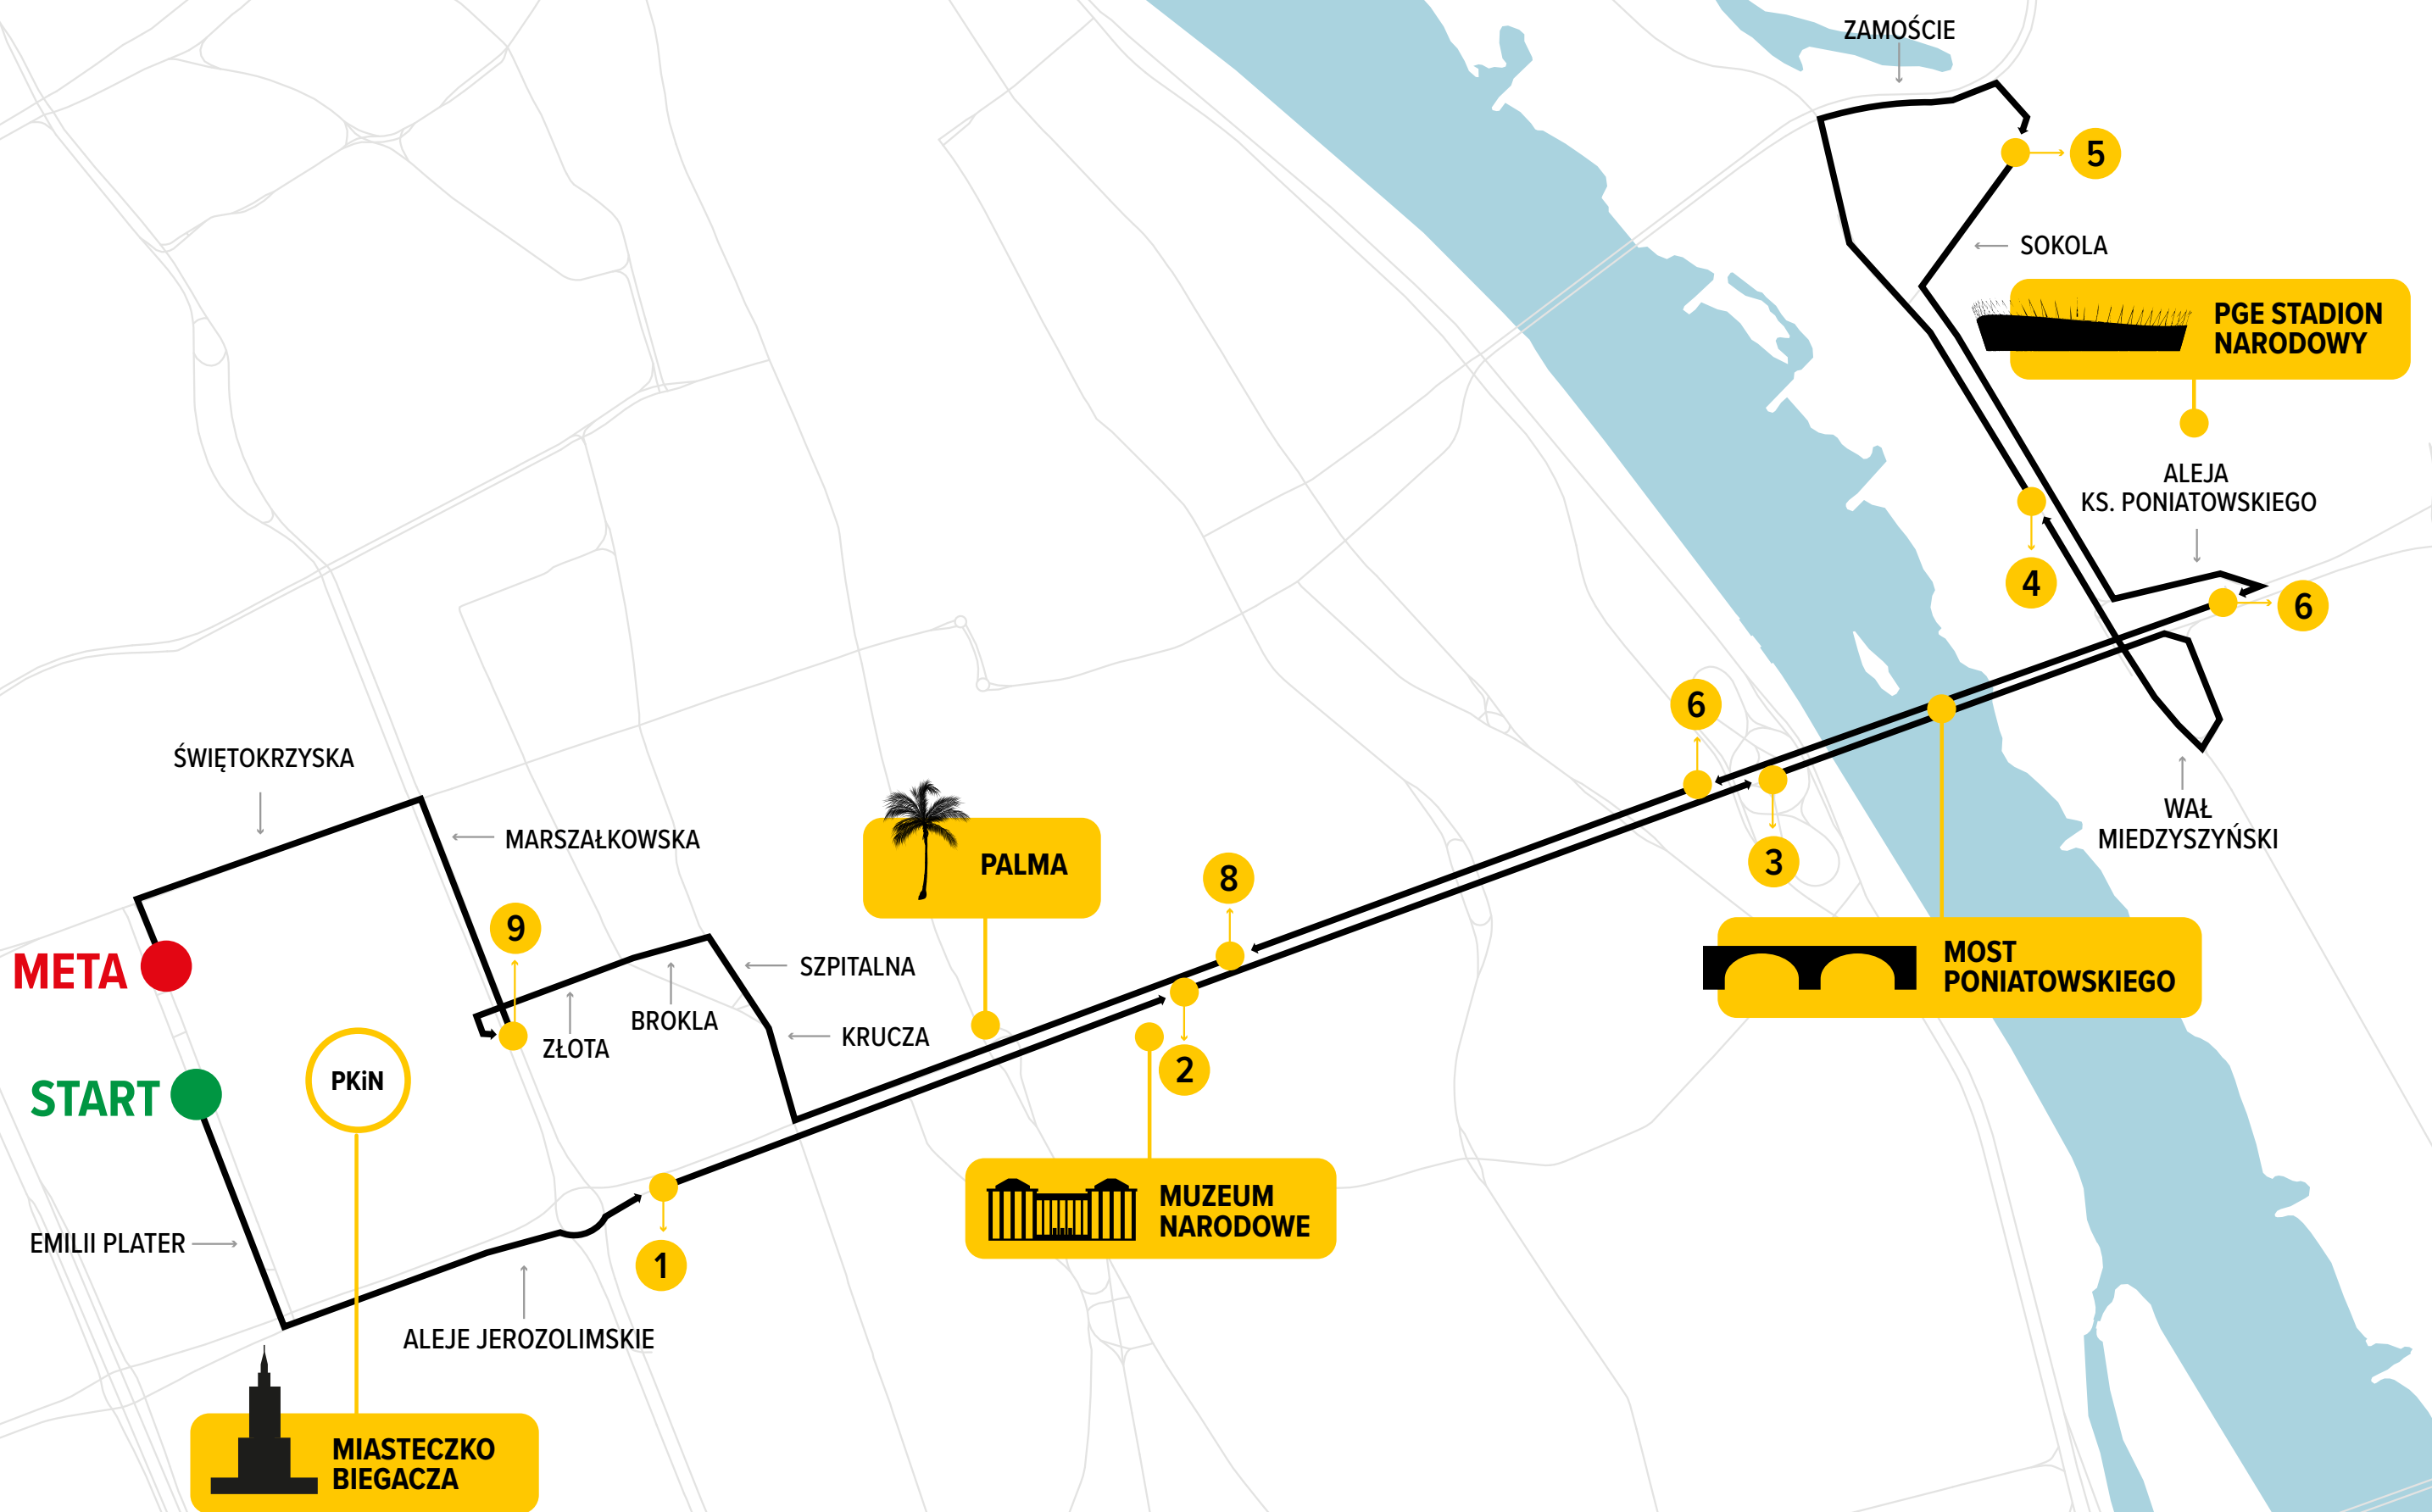 ZAMOŚCIE
5
SOKOLA
PGE STADION
NARODOWY
ALEJA
KS. PONIATOWSKIEGO
4
6
6
ŚWIĘTOKRZYSKA
WAŁ
MIEDZYSZYŃSKI
MARSZAŁKOWSKA
PALMA
3
8
9
META
SZPITALNA
MOST
PONIATOWSKIEGO
BROKLA
KRUCZA
ZŁOTA
2
PKiN
START
MUZEUM
NARODOWE
EMILII PLATER
1
ALEJE JEROZOLIMSKIE
MIASTECZKO
BIEGACZA